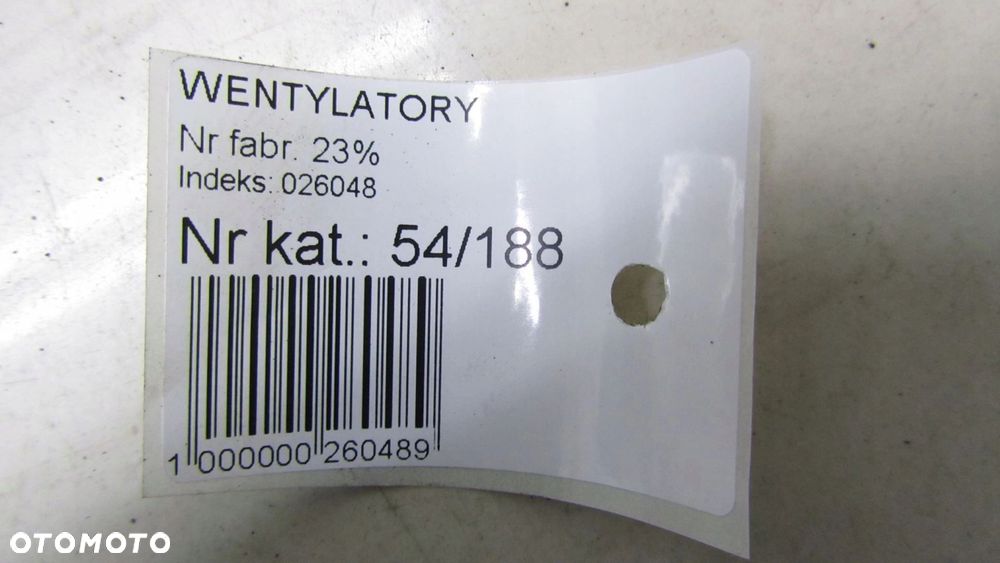 WENTYLATORY
Nr fabr. 23%
Indeks: 026048
Nr kat.: 54/188
1 000000 260489
OTOMOTO